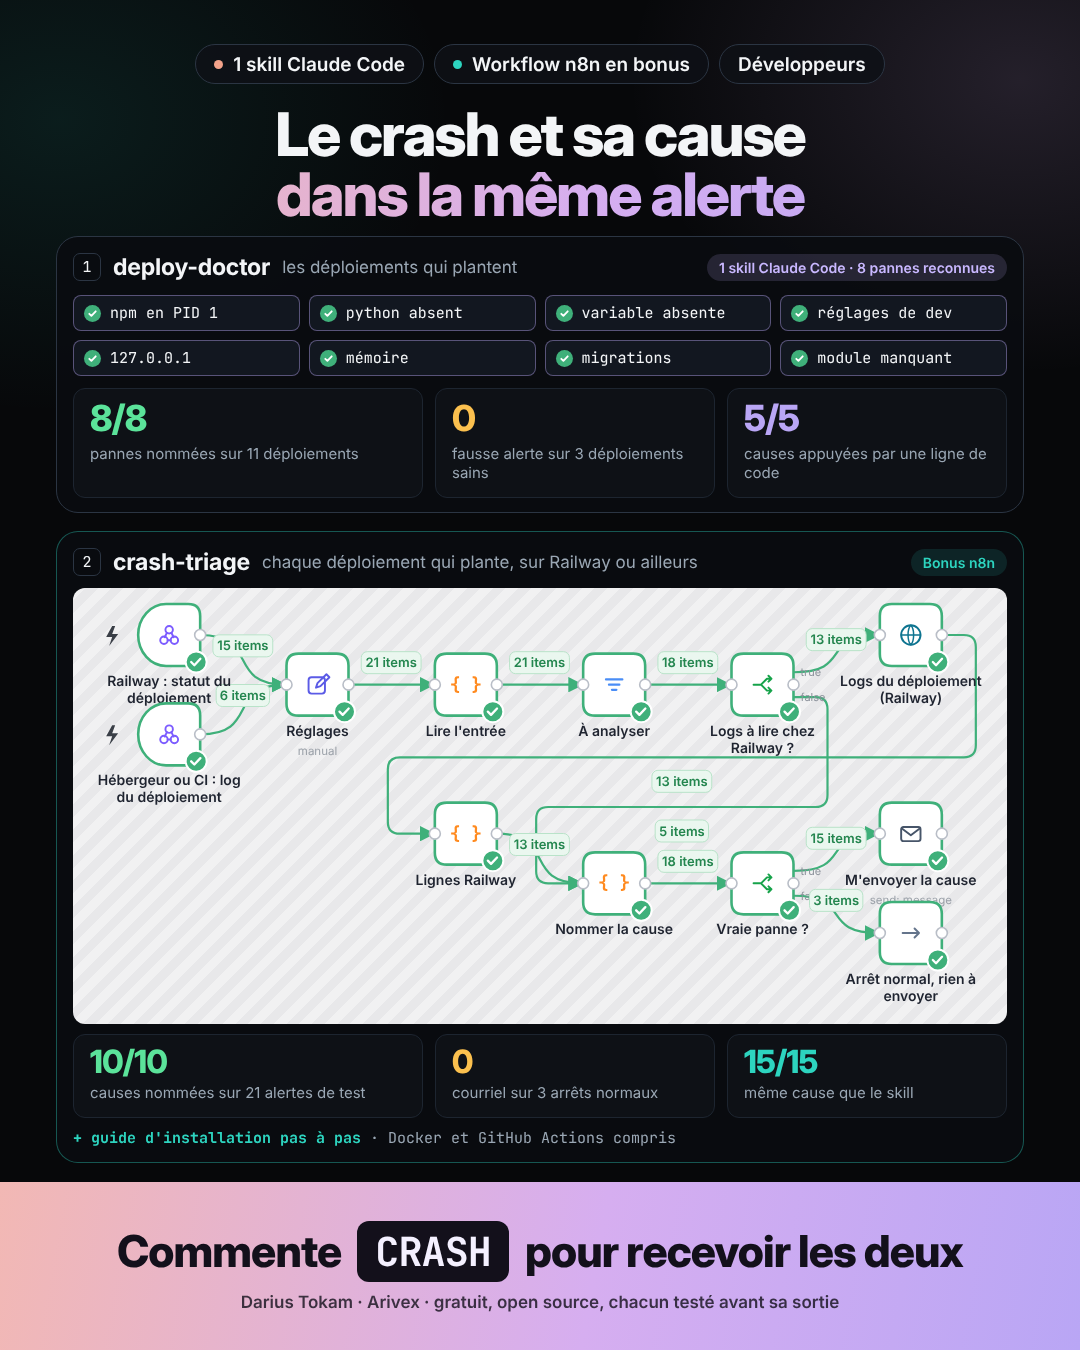 1 skill Claude Code
Workflow n8n en bonus
Développeurs
Le crash et sa cause
dans la même alerte
1 deploy-doctor les déploiements qui plantent
1 skill Claude Code · 8 pannes reconnues
npm en PID 1
python absent
variable absente
réglages de dev
127.0.0.1
mémoire
migrations
module manquant
8/8
pannes nommées sur 11 déploiements
0
fausse alerte sur 3 déploiements
sains
5/5
causes appuyées par une ligne de
code
2 crash-triage chaque déploiement qui plante, sur Railway ou ailleurs
Bonus n8n
15 items
Railway : statut du
déploiement
6 items
Hébergeur ou CI : log
du déploiement
Réglages
manual
21 items
{ }
Lire l'entrée
21 items
À analyser
18 items
true
false
Logs à lire chez
Railway ?
13 items
Logs du déploiement
(Railway)
13 items
{ }
Lignes Railway
13 items
{ }
Nommer la cause
5 items
18 items
true
Vraie panne ?
15 items
M'envoyer la cause
send: message
3 items
Arrêt normal, rien à
envoyer
10/10
causes nommées sur 21 alertes de test
0
courriel sur 3 arrêts normaux
15/15
même cause que le skill
+ guide d'installation pas à pas · Docker et GitHub Actions compris
Commente CRASH pour recevoir les deux
Darius Tokam · Arivex · gratuit, open source, chacun testé avant sa sortie